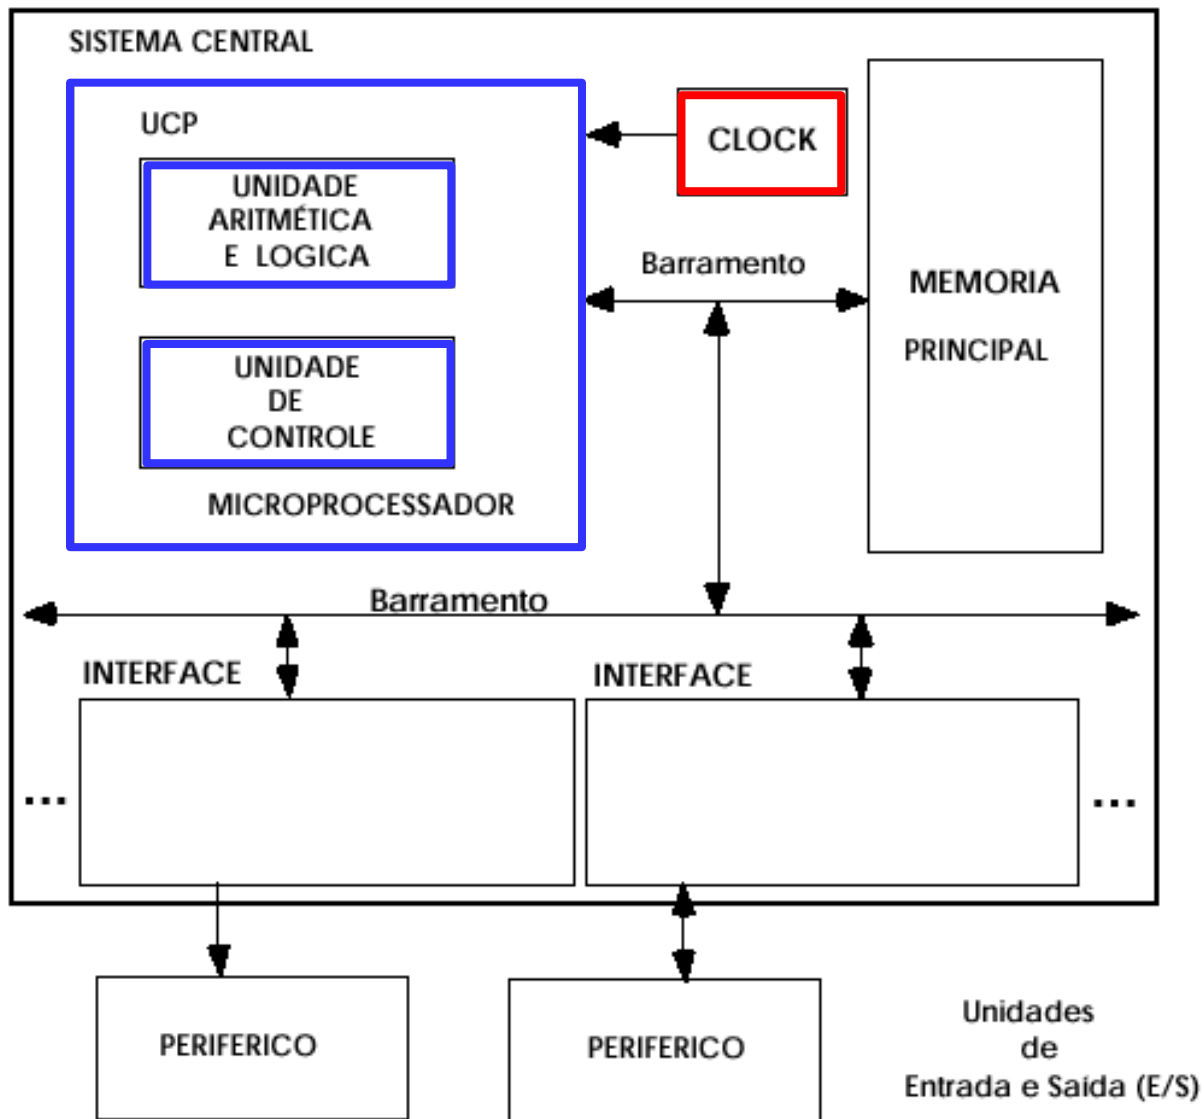 SISTEMA CENTRAL
UCP
UNIDADE
ARITMÉTICA
E LOGICA
UNIDADE
DE
CONTROLE
MICROPROCESSADOR
CLOCK
Barramento
MEMORIA
PRINCIPAL
Barramento
INTERFACE
INTERFACE
...
...
PERIFERICO
PERIFERICO
Unidades
de
Entrada e Saída (E/S)